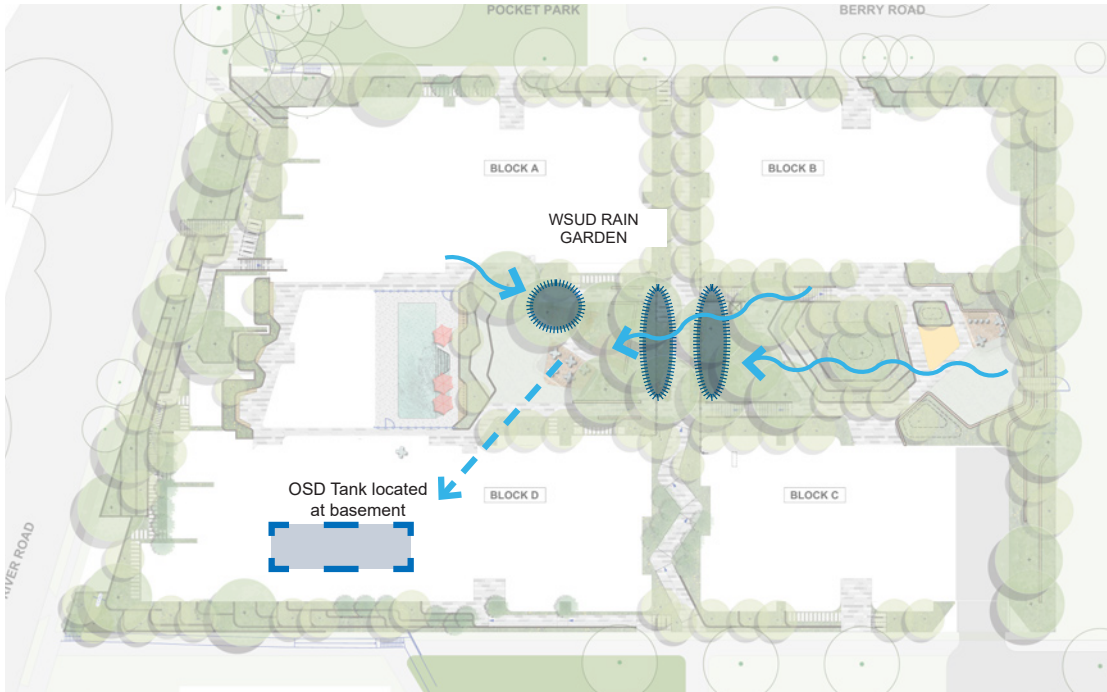 POCKET PARK
BERRY ROAD
BLOCK A
BLOCK B
WSUD RAIN
GARDEN
OSD Tank located
at basement
BLOCK D
BLOCK C
RIVER ROAD